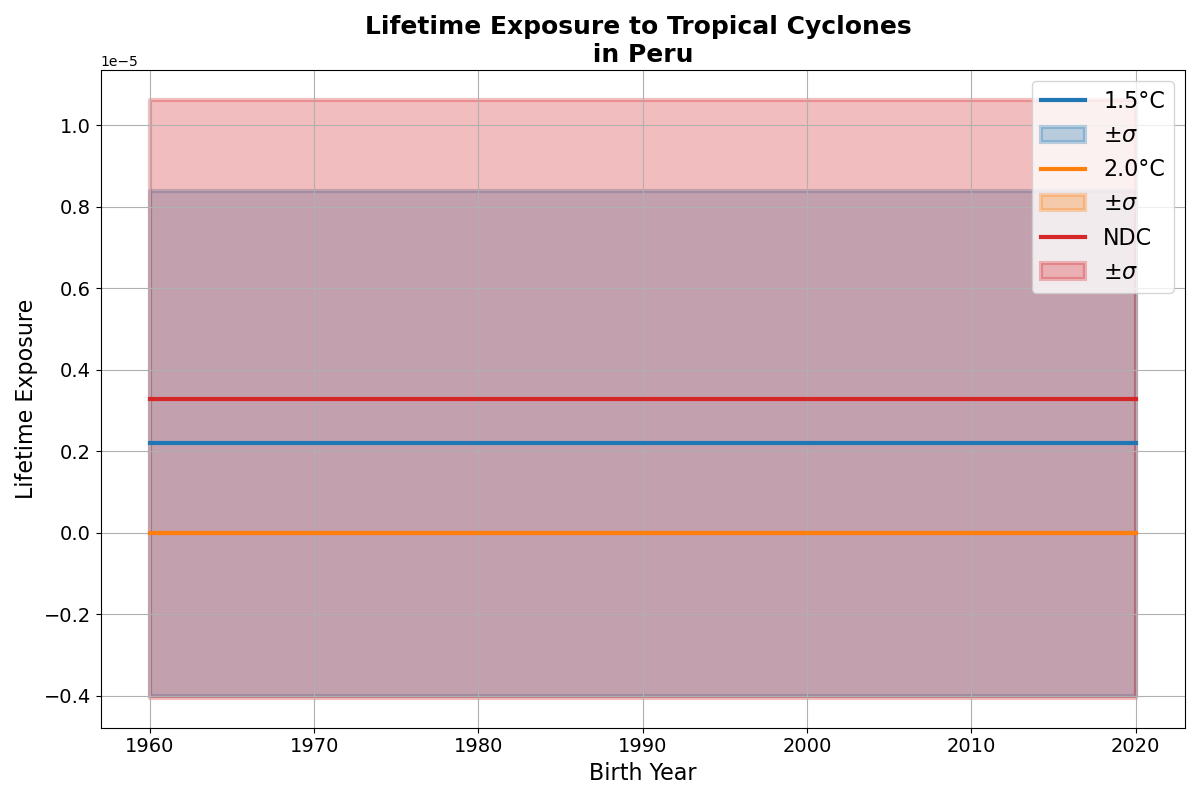 Lifetime Exposure to Tropical Cyclones
in Peru
1e−5
1.0
0.8
0.6
0.4
0.2
0.0
−0.2
−0.4
Lifetime Exposure
1.5°C
±σ
2.0°C
±σ
NDC
±σ
1960 1970 1980 1990 2000 2010 2020
Birth Year